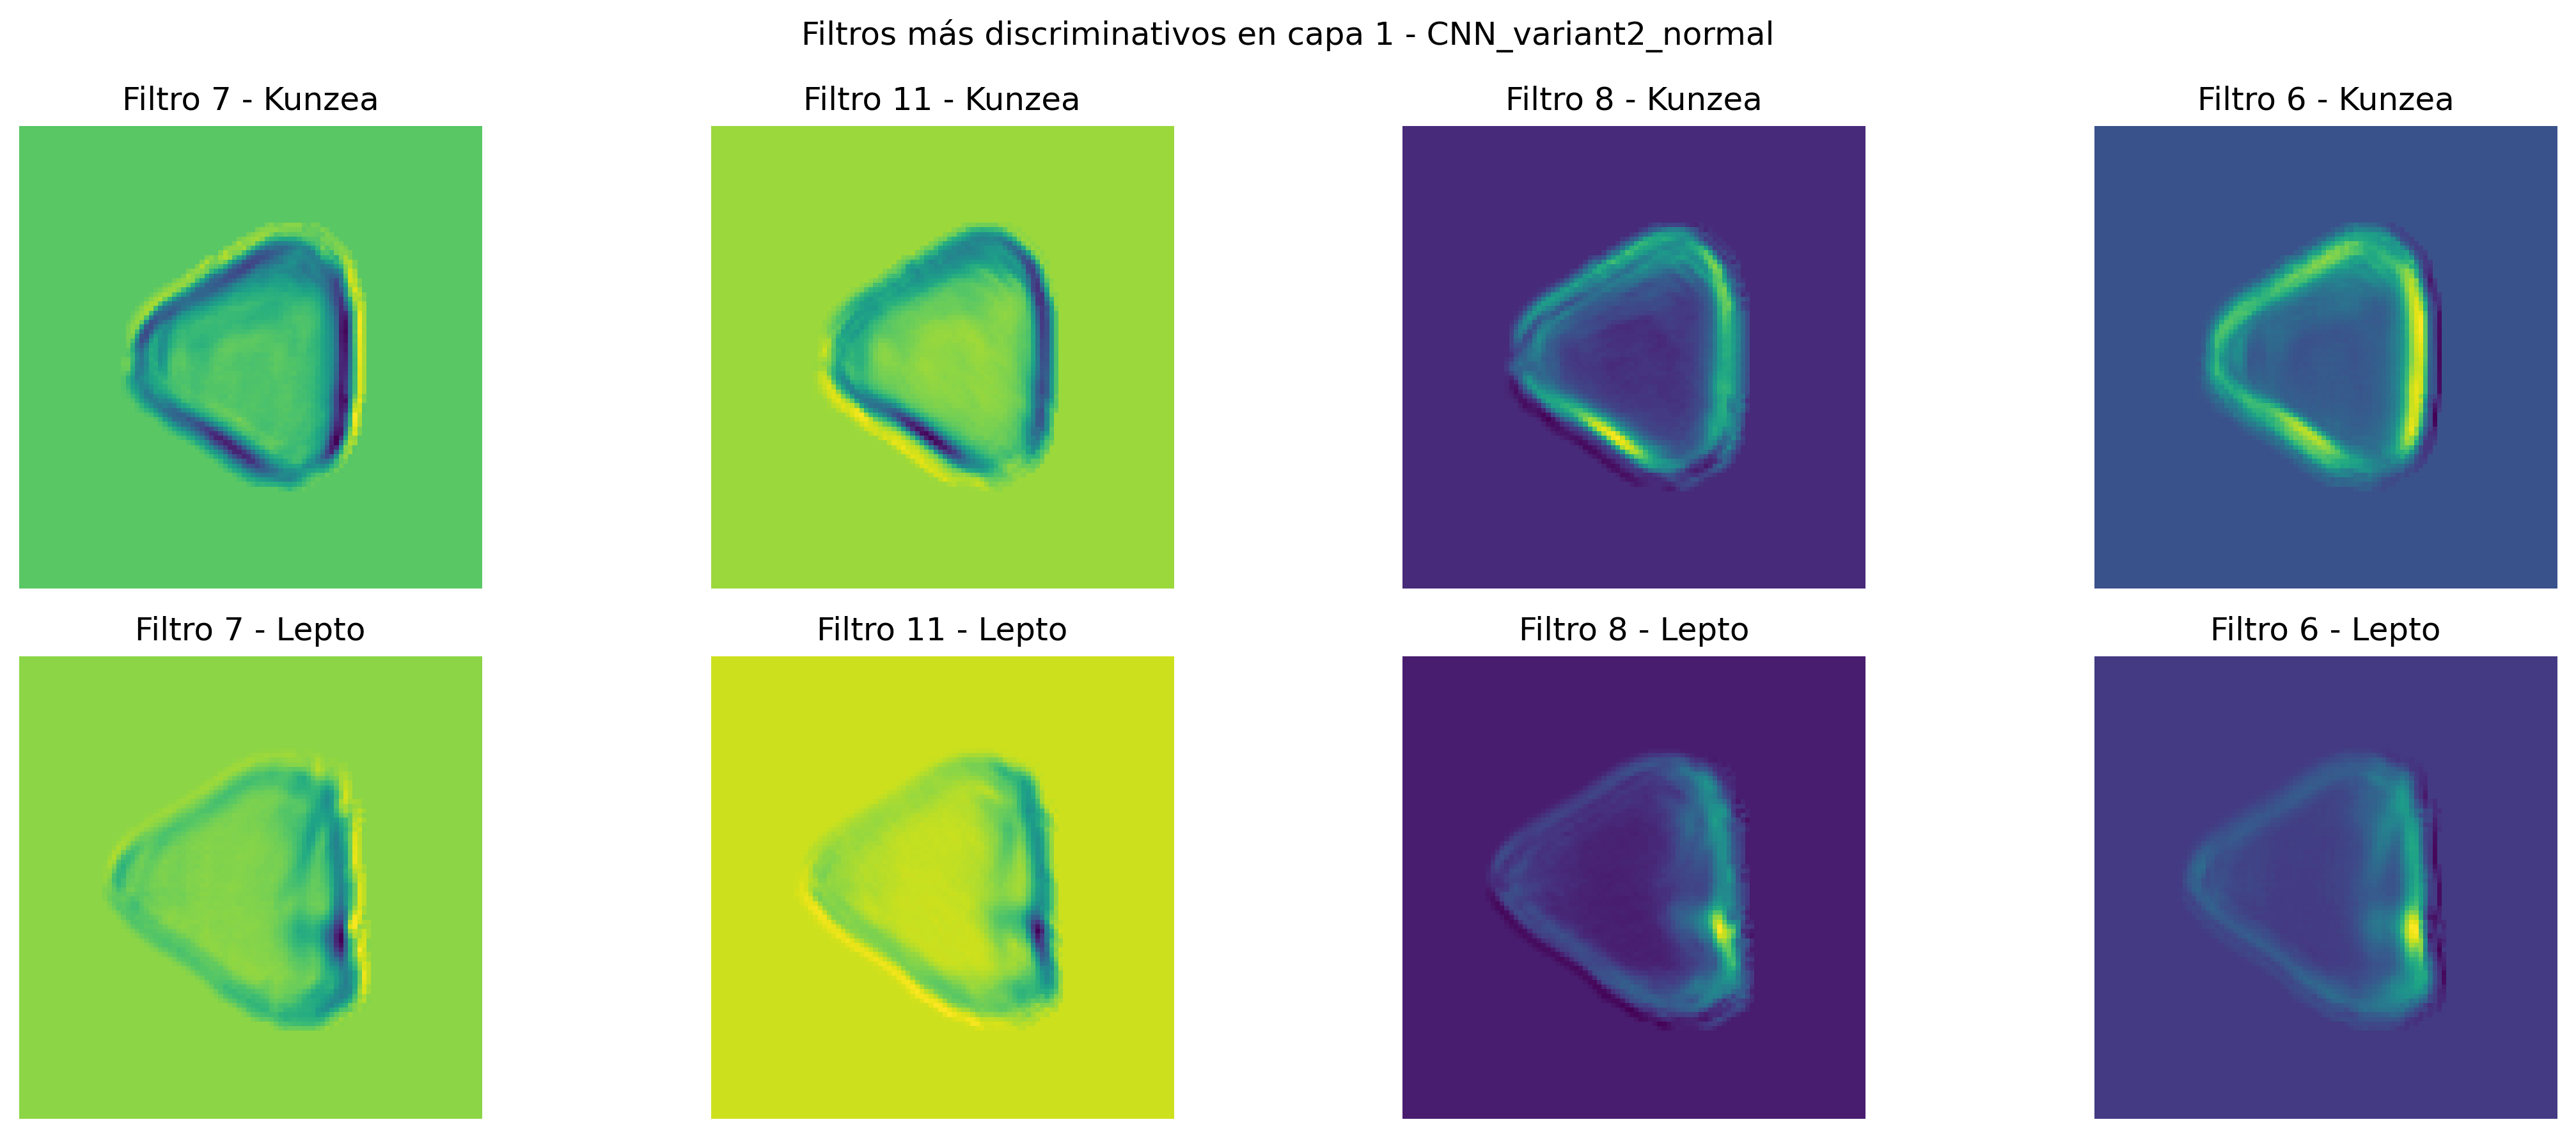 Filtros más discriminativos en capa 1 - CNN_variant2_normal
Filtro 7 - Kunzea
Filtro 11 - Kunzea
Filtro 8 - Kunzea
Filtro 6 - Kunzea
Filtro 7 - Lepto
Filtro 11 - Lepto
Filtro 8 - Lepto
Filtro 6 - Lepto